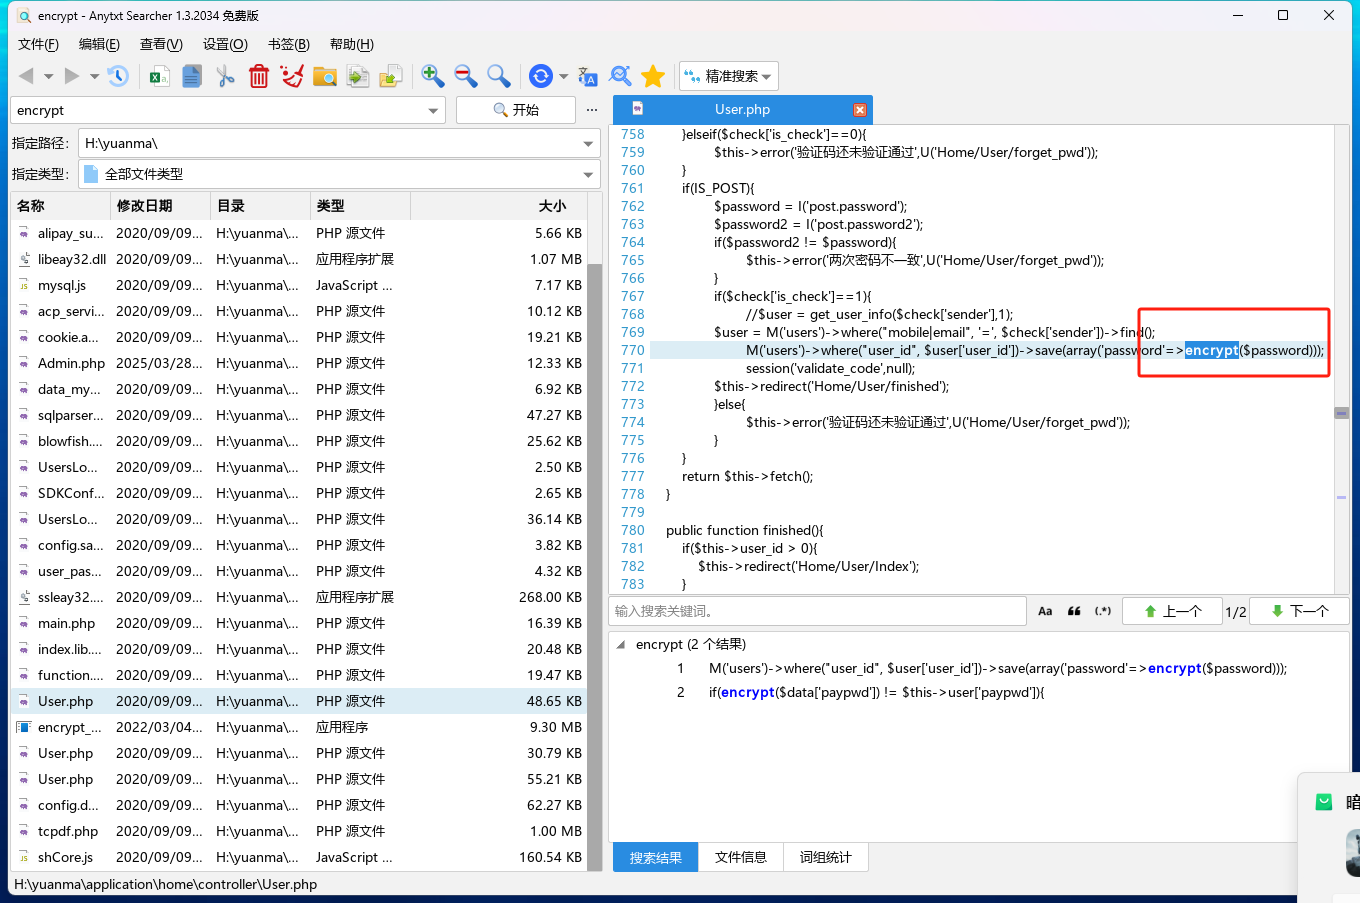 encrypt - Anytxt Searcher 1.3.2034 免费版
文件(F) 编辑(E) 查看(V) 设置(O) 书签(B) 帮助(H)
精准搜索
encrypt
开始
...
指定路径：
H:\yuanma\
指定类型：
全部文件类型
名称 修改日期 目录 类型 大小
alipay_su... 2020/09/09... H:\yuanma\... PHP 源文件 5.66 KB
libeay32.dll 2020/09/09... H:\yuanma\... 应用程序扩展 1.07 MB
mysql.js 2020/09/09... H:\yuanma\... JavaScript ... 7.17 KB
acp_servi... 2020/09/09... H:\yuanma\... PHP 源文件 10.12 KB
cookie.a... 2020/09/09... H:\yuanma\... PHP 源文件 19.21 KB
Admin.php 2025/03/28... H:\yuanma\... PHP 源文件 12.33 KB
data_my... 2020/09/09... H:\yuanma\... PHP 源文件 6.92 KB
sqlparser... 2020/09/09... H:\yuanma\... PHP 源文件 47.27 KB
blowfish.... 2020/09/09... H:\yuanma\... PHP 源文件 25.62 KB
UsersLo... 2020/09/09... H:\yuanma\... PHP 源文件 2.50 KB
SDKConf... 2020/09/09... H:\yuanma\... PHP 源文件 2.65 KB
UsersLo... 2020/09/09... H:\yuanma\... PHP 源文件 36.14 KB
config.sa... 2020/09/09... H:\yuanma\... PHP 源文件 3.82 KB
user_pas... 2020/09/09... H:\yuanma\... PHP 源文件 4.32 KB
ssleay32.... 2020/09/09... H:\yuanma\... 应用程序扩展 268.00 KB
main.php 2020/09/09... H:\yuanma\... PHP 源文件 16.39 KB
index.lib.... 2020/09/09... H:\yuanma\... PHP 源文件 20.48 KB
function.... 2020/09/09... H:\yuanma\... PHP 源文件 19.47 KB
User.php 2020/09/09... H:\yuanma\... PHP 源文件 48.65 KB
encrypt_... 2022/03/04... H:\yuanma\... 应用程序 9.30 MB
User.php 2020/09/09... H:\yuanma\... PHP 源文件 30.79 KB
User.php 2020/09/09... H:\yuanma\... PHP 源文件 55.21 KB
config.d... 2020/09/09... H:\yuanma\... PHP 源文件 62.27 KB
tcpdf.php 2020/09/09... H:\yuanma\... PHP 源文件 1.00 MB
shCore.js 2020/09/09... H:\yuanma\... JavaScript ... 160.54 KB
H:\yuanma\application\home\controller\User.php
User.php
758 }elseif($check['is_check']==0){
759 $this->error('验证码还未验证通过',U('Home/User/forget_pwd'));
760 }
761 if(IS_POST){
762 $password = I('post.password');
763 $password2 = I('post.password2');
764 if($password2 != $password){
765 $this->error('两次密码不一致',U('Home/User/forget_pwd'));
766 }
767 if($check['is_check']==1){
768 //$user = get_user_info($check['sender'],1);
769 $user = M('users')->where("mobile|email", '=', $check['sender'])->find();
770 M('users')->where("user_id", $user['user_id'])->save(array('password'=>encrypt($password)));
771 session('validate_code',null);
772 $this->redirect('Home/User/finished');
773 }else{
774 $this->error('验证码还未验证通过',U('Home/User/forget_pwd'));
775 }
776 }
777 return $this->fetch();
778 }
779
780 public function finished(){
781 if($this->user_id > 0){
782 $this->redirect('Home/User/Index');
783 }
输入搜索关键词。
Aa
(.*)
上一个
1/2
下一个
encrypt (2 个结果)
1 M('users')->where("user_id", $user['user_id'])->save(array('password'=>encrypt($password)));
2 if(encrypt($data['paypwd']) != $this->user['paypwd']){
搜索结果 文件信息 词组统计
暗